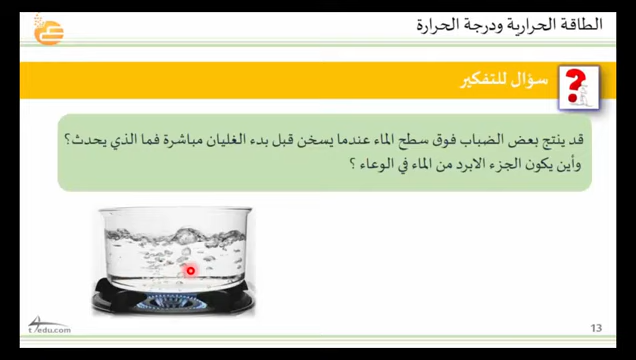 الطاقة الحرارية ودرجة الحرارة
سؤال للتفكير
قد ينتج بعض الضباب فوق سطح الماء عندما يسخن قبل بدء الغليان مباشرة فما الذي يحدث؟
وأين يكون الجزء الابرد من الماء في الوعاء ؟
t4edu.com
13